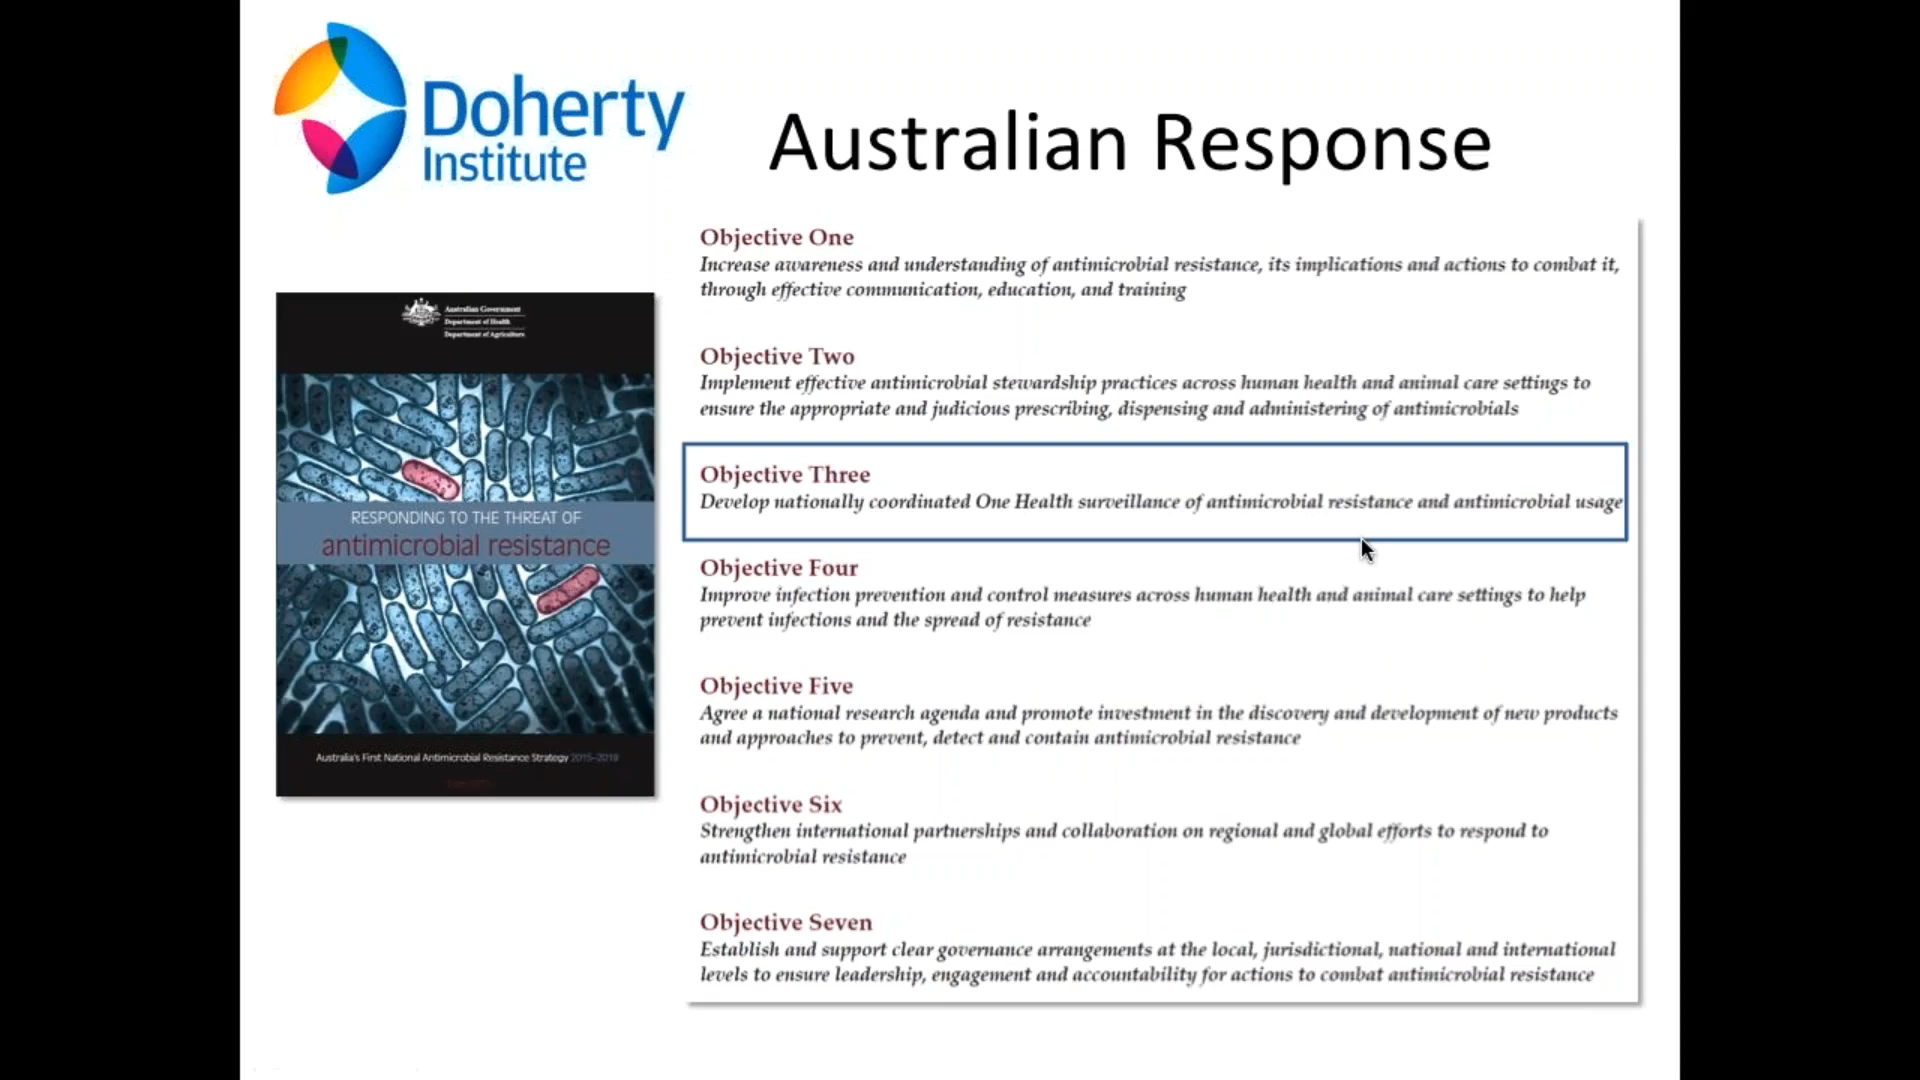 Doherty
Institute
Australian Response
Australian Government
Department of Health
Department of Agriculture
RESPONDING TO THE THREAT OF
antimicrobial resistance
Australia's First National Antimicrobial Resistance Strategy 2015–2019
Objective One
Increase awareness and understanding of antimicrobial resistance, its implications and actions to combat it,
through effective communication, education, and training
Objective Two
Implement effective antimicrobial stewardship practices across human health and animal care settings to
ensure the appropriate and judicious prescribing, dispensing and administering of antimicrobials
Objective Three
Develop nationally coordinated One Health surveillance of antimicrobial resistance and antimicrobial usage
Objective Four
Improve infection prevention and control measures across human health and animal care settings to help
prevent infections and the spread of resistance
Objective Five
Agree a national research agenda and promote investment in the discovery and development of new products
and approaches to prevent, detect and contain antimicrobial resistance
Objective Six
Strengthen international partnerships and collaboration on regional and global efforts to respond to
antimicrobial resistance
Objective Seven
Establish and support clear governance arrangements at the local, jurisdictional, national and international
levels to ensure leadership, engagement and accountability for actions to combat antimicrobial resistance